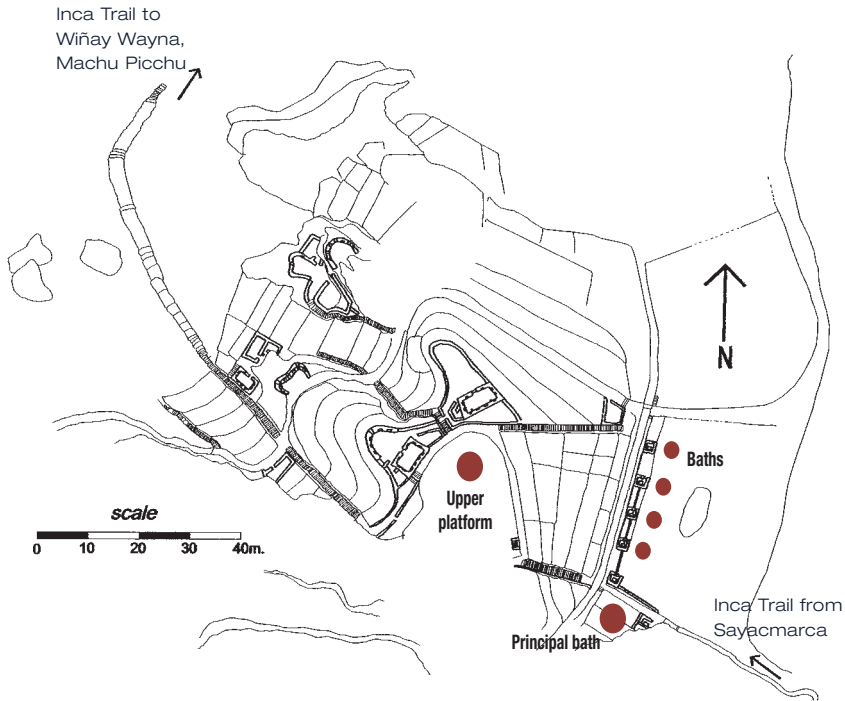 Inca Trail to
Wiñay Wayna,
Machu Picchu
N
Baths
Upper
platform
scale
0 10 20 30 40m.
Inca Trail from
Sayacmarca
Principal bath